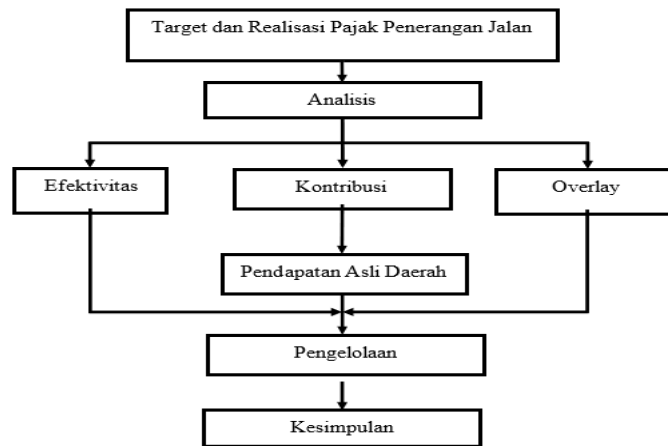 Target dan Realisasi Pajak Penerangan Jalan
Analisis
Efektivitas
Kontribusi
Overlay
Pendapatan Asli Daerah
Pengelolaan
Kesimpulan